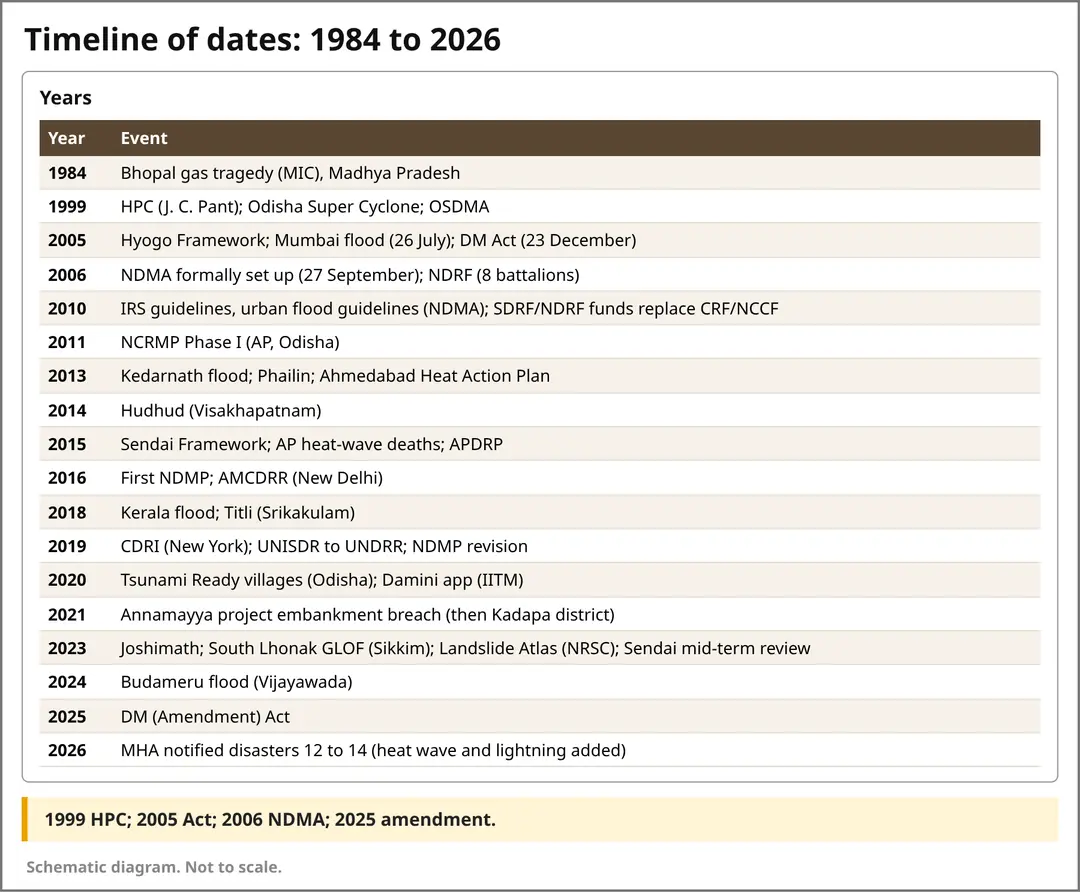 Timeline of dates: 1984 to 2026
Years
Year Event
1984 Bhopal gas tragedy (MIC), Madhya Pradesh
1999 HPC (J. C. Pant); Odisha Super Cyclone; OSDMA
2005 Hyogo Framework; Mumbai flood (26 July); DM Act (23 December)
2006 NDMA formally set up (27 September); NDRF (8 battalions)
2010 IRS guidelines, urban flood guidelines (NDMA); SDRF/NDRF funds replace CRF/NCCF
2011 NCRMP Phase I (AP, Odisha)
2013 Kedarnath flood; Phailin; Ahmedabad Heat Action Plan
2014 Hudhud (Visakhapatnam)
2015 Sendai Framework; AP heat-wave deaths; APDRP
2016 First NDMP; AMCDRR (New Delhi)
2018 Kerala flood; Titli (Srikakulam)
2019 CDRI (New York); UNISDR to UNDRR; NDMP revision
2020 Tsunami Ready villages (Odisha); Damini app (IITM)
2021 Annamayya project embankment breach (then Kadapa district)
2023 Joshimath; South Lhonak GLOF (Sikkim); Landslide Atlas (NRSC); Sendai mid-term review
2024 Budameru flood (Vijayawada)
2025 DM (Amendment) Act
2026 MHA notified disasters 12 to 14 (heat wave and lightning added)
1999 HPC; 2005 Act; 2006 NDMA; 2025 amendment.
Schematic diagram. Not to scale.